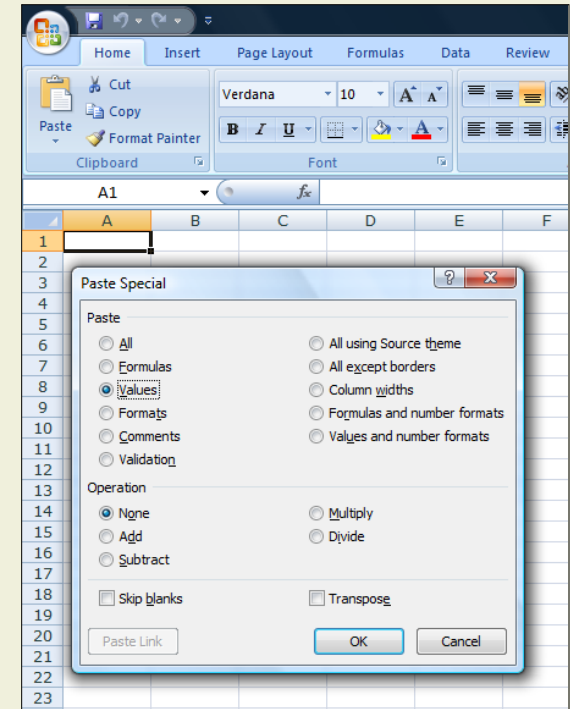 Home Insert Page Layout Formulas Data Review
Cut
Verdana 10 A A
Copy
Paste
Format Painter
B I U A
Clipboard Font
A1 fx
A B C D E F
1
2
3
4
5
6
7
8
9
10
11
12
13
14
15
16
17
18
19
20
21
22
23
Paste Special ? X
Paste
All All using Source theme
Formulas All except borders
Values Column widths
Formats Formulas and number formats
Comments Values and number formats
Validation
Operation
None Multiply
Add Divide
Subtract
Skip blanks Transpose
Paste Link OK Cancel